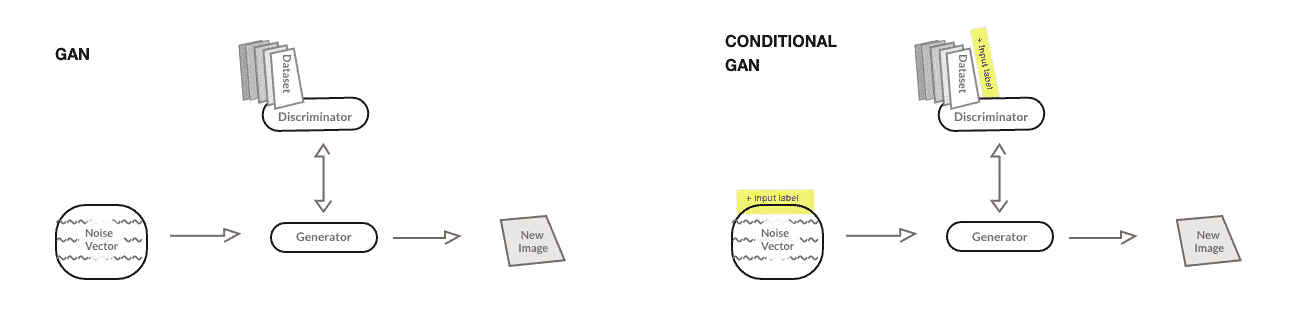 GAN
Dataset
Discriminator
Noise
Vector
Generator
New
Image
CONDITIONAL
GAN
Dataset
+ Input label
Discriminator
+ Input label
Noise
Vector
Generator
New
Image